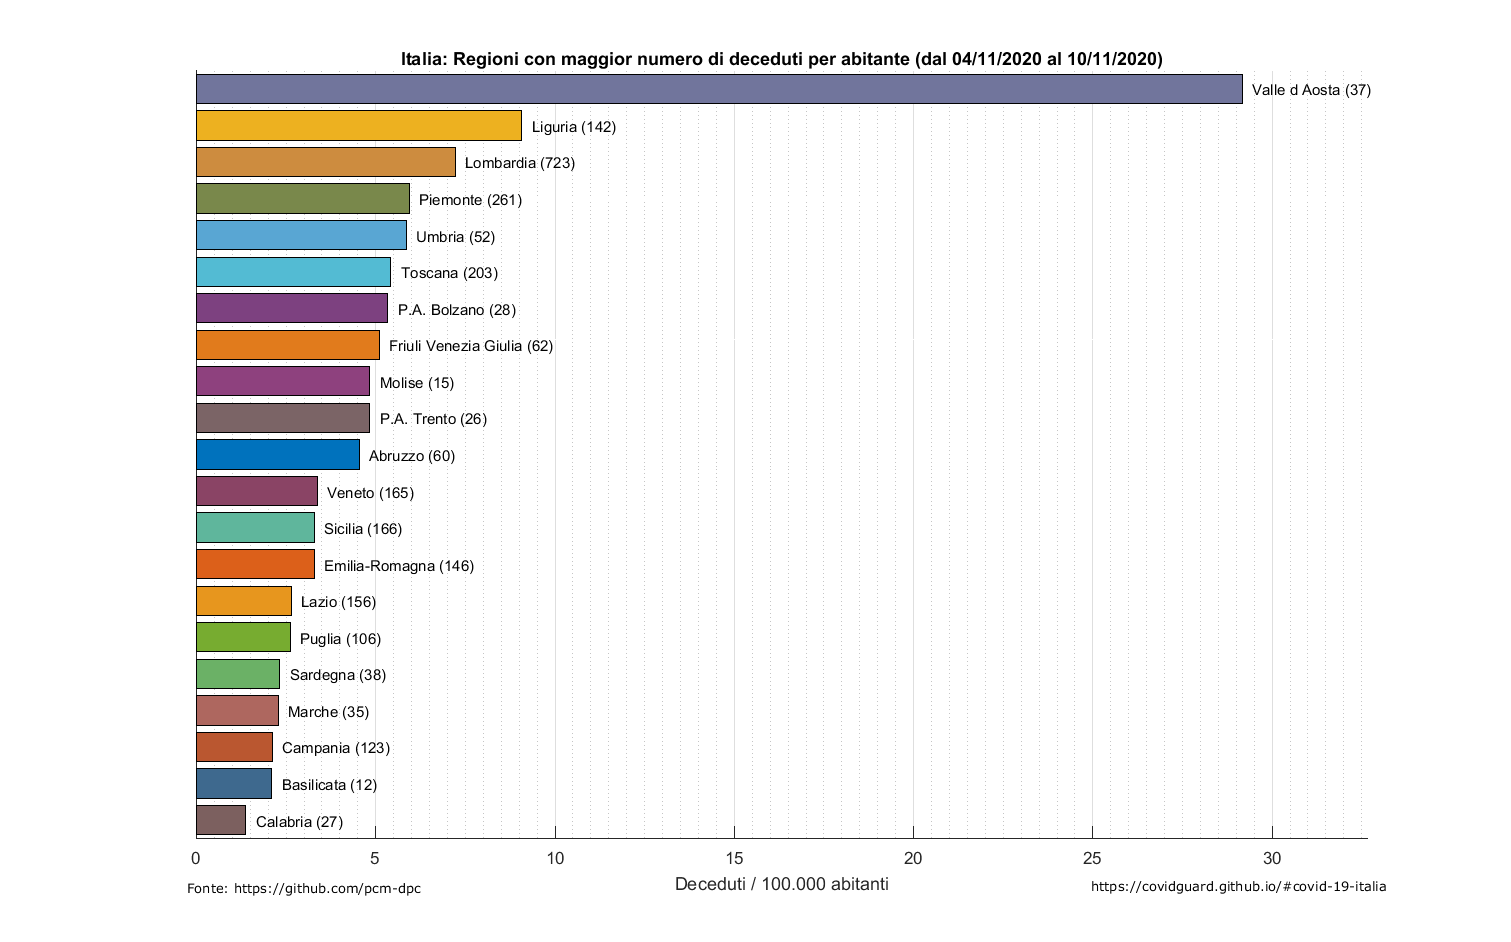 Italia: Regioni con maggior numero di deceduti per abitante (dal 04/11/2020 al 10/11/2020)
Valle d Aosta (37)
Liguria (142)
Lombardia (723)
Piemonte (261)
Umbria (52)
Toscana (203)
P.A. Bolzano (28)
Friuli Venezia Giulia (62)
Molise (15)
P.A. Trento (26)
Abruzzo (60)
Veneto (165)
Sicilia (166)
Emilia-Romagna (146)
Lazio (156)
Puglia (106)
Sardegna (38)
Marche (35)
Campania (123)
Basilicata (12)
Calabria (27)
0 5 10 15 20 25 30
Deceduti / 100.000 abitanti
Fonte: https://github.com/pcm-dpc
https://covidguard.github.io/#covid-19-italia